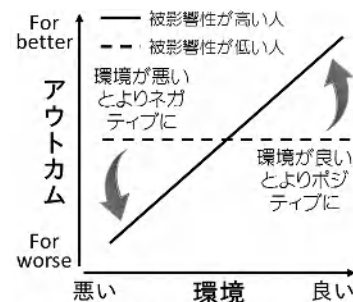 For
better
被影響性が高い人
被影響性が低い人
環境が悪い
とよりネガ
ティブに
アウトカム
環境が良い
とよりポジ
ティブに
For
worse
悪い 環境 良い